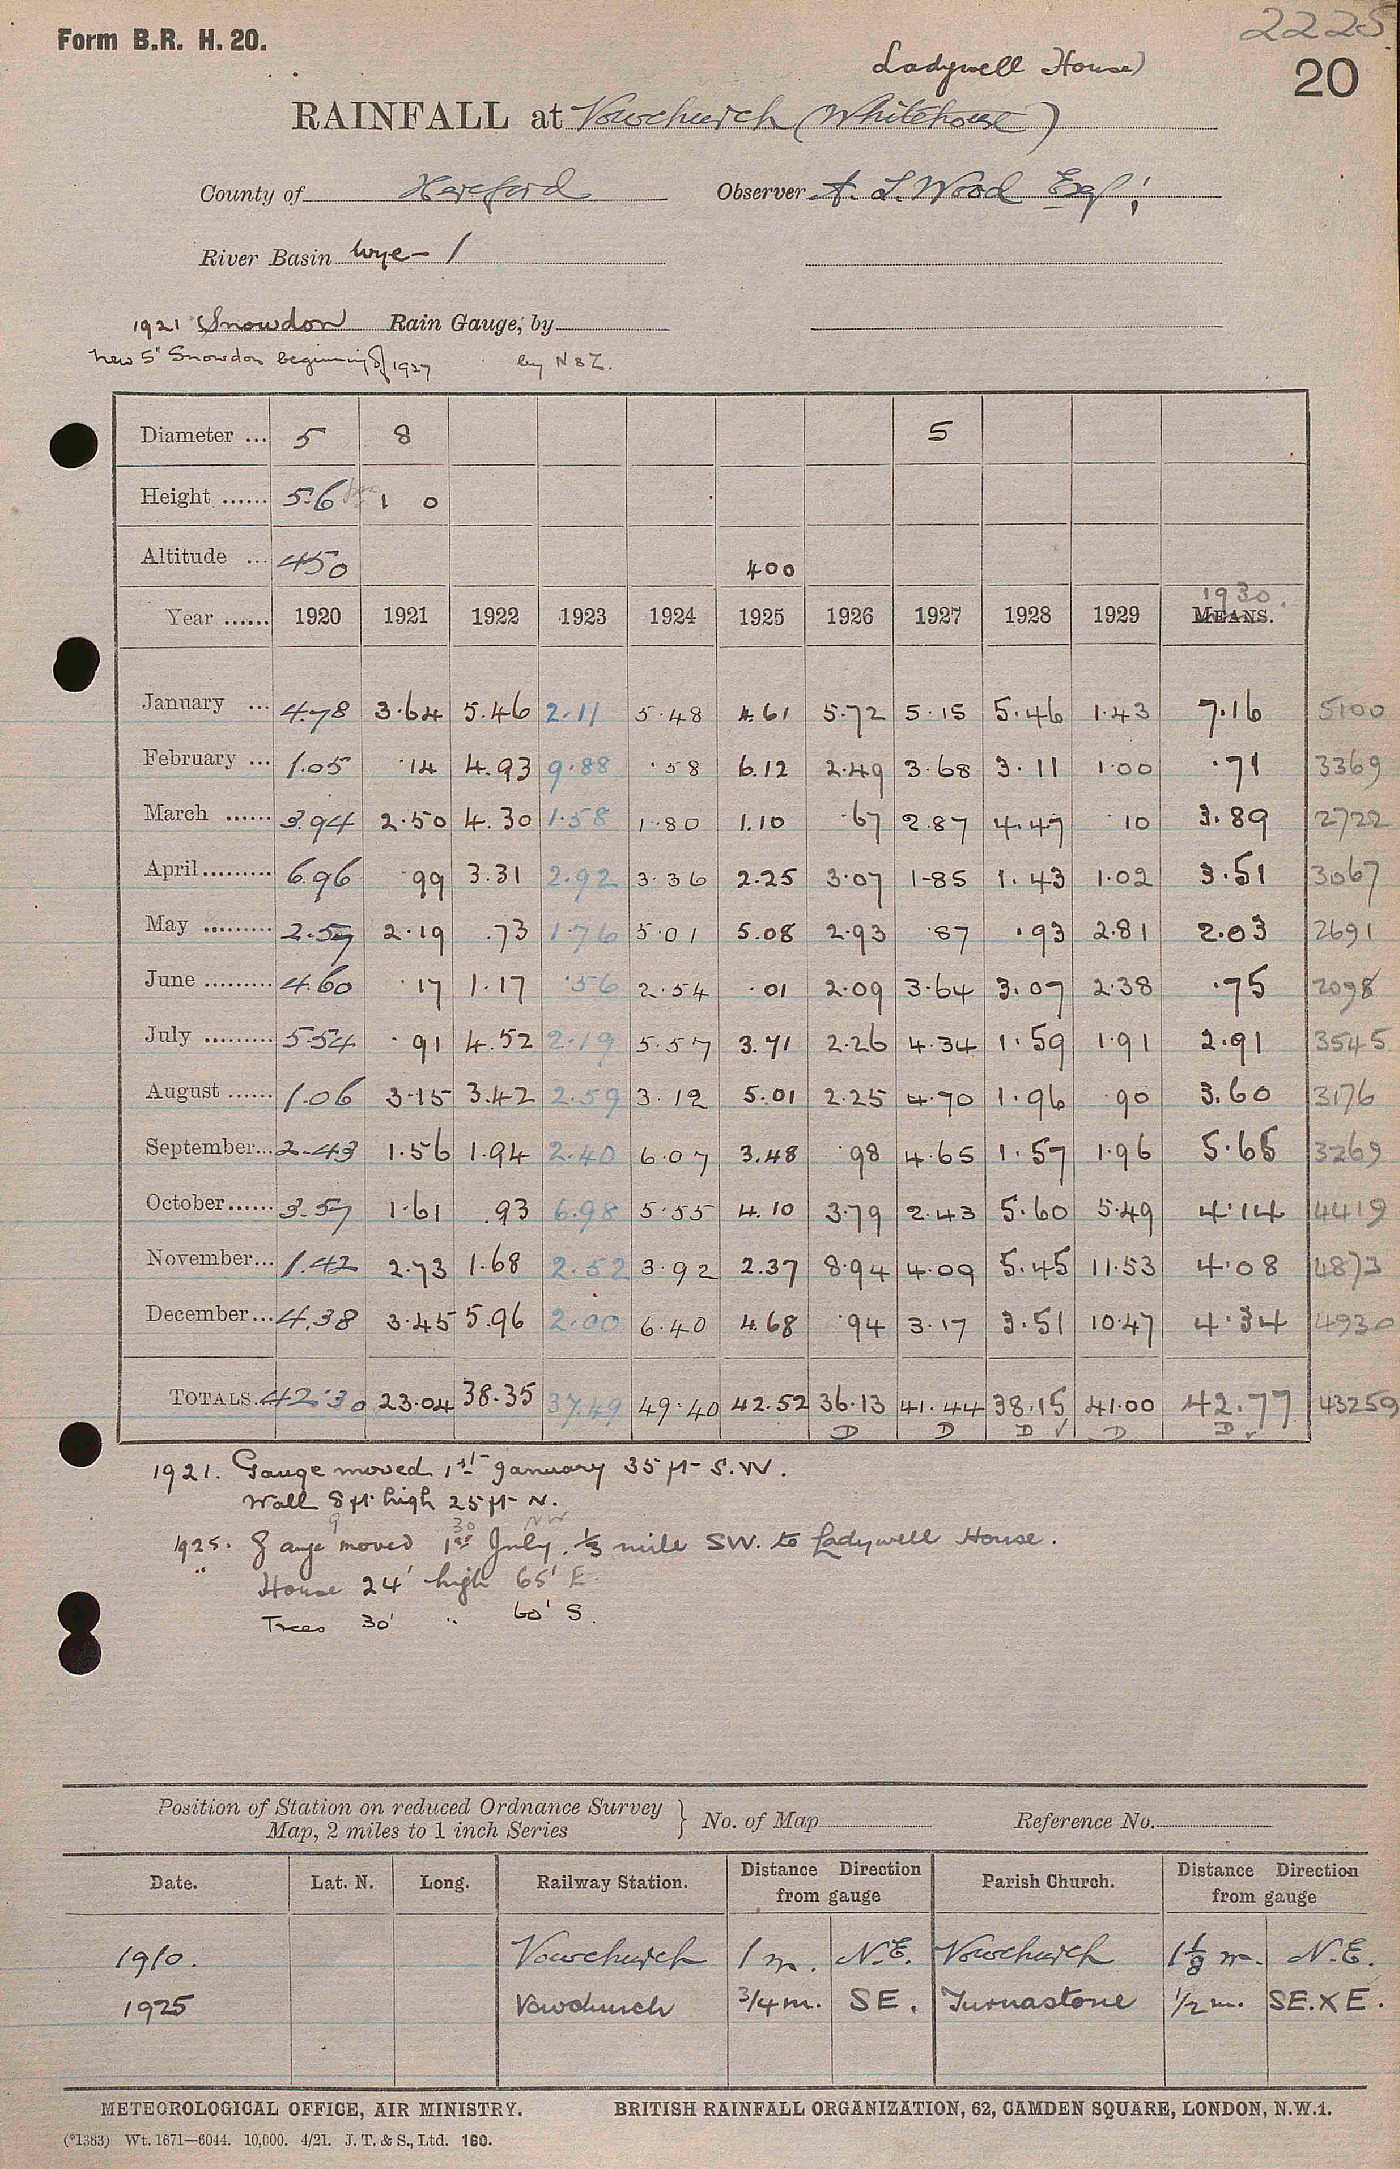 Form B.R. H. 20.
2225
20
Ladywell House)
RAINFALL at Vowchurch (Whitehouse)
County of Hereford Observer A. L. Wood Esq;
River Basin Wye - 1
1921 Snowdon Rain Gauge, by
New 5" Snowdon beginning of 1927 by N & Z.
Diameter ... 5 8 5
Height ...... 5.6 1 0
Altitude ... 450 400
1930.
Year ...... 1920 1921 1922 1923 1924 1925 1926 1927 1928 1929 MEANS.
January ... 4.78 3.64 5.46 2.11 5.48 4.61 5.72 5.15 5.46 1.43 7.16 5100
February ... 1.05 .14 4.93 9.88 .58 6.12 2.49 3.68 3.11 1.00 .71 3369
March ...... 3.94 2.50 4.30 1.58 1.80 1.10 .67 2.87 4.47 .10 3.89 2722
April ......... 6.96 .99 3.31 2.92 3.36 2.25 3.07 1.85 1.43 1.02 3.51 3067
May ......... 2.57 2.19 .73 1.76 5.01 5.08 2.93 .87 .93 2.81 2.03 2691
June ......... 4.60 .17 1.17 .56 2.54 .01 2.09 3.64 3.07 2.38 .75 2098
July ......... 5.54 .91 4.52 2.19 5.57 3.71 2.26 4.34 1.59 1.91 2.91 3545
August ...... 1.06 3.15 3.42 2.59 3.12 5.01 2.25 4.70 1.96 .90 3.60 3176
September... 2.43 1.56 1.94 2.40 6.07 3.48 .98 4.65 1.57 1.96 5.65 3269
October...... 3.57 1.61 .93 6.98 5.55 4.10 3.79 2.43 5.60 5.49 4.14 4419
November... 1.42 2.73 1.68 2.52 3.92 2.37 8.94 4.09 5.45 11.53 4.08 4873
December... 4.38 3.45 5.96 2.00 6.40 4.68 .94 3.17 3.51 10.47 4.34 4930
TOTALS. 42.30 23.04 38.35 37.49 49.40 42.52 36.13 41.44 38.15 41.00 42.77 43259
D D D ✓ D D ✓
1921. Gauge moved 1st January 35 ft S.W.
Wall 8 ft high 25 ft N.
9 30 NW
1925. Gauge moved 1st July. 1/3 mile SW. to Ladywell House.
" House 24' high 65' E.
Trees 30' " 60' S.
Position of Station on reduced Ordnance Survey
Map, 2 miles to 1 inch Series } No. of Map Reference No.
Date. Lat. N. Long. Railway Station. Distance Direction from gauge Parish Church. Distance Direction from gauge
1910. Vowchurch 1 m. N.E. Vowchurch 1 1/8 m. N.E.
1925 Vowchurch 3/4 m. SE. Turnastone 1/2 m. SE.XE.
METEOROLOGICAL OFFICE, AIR MINISTRY. BRITISH RAINFALL ORGANIZATION, 62, CAMDEN SQUARE, LONDON, N.W.1.
(*1383) Wt. 1671—6044. 10,000. 4/21. J. T. & S., Ltd. 160.